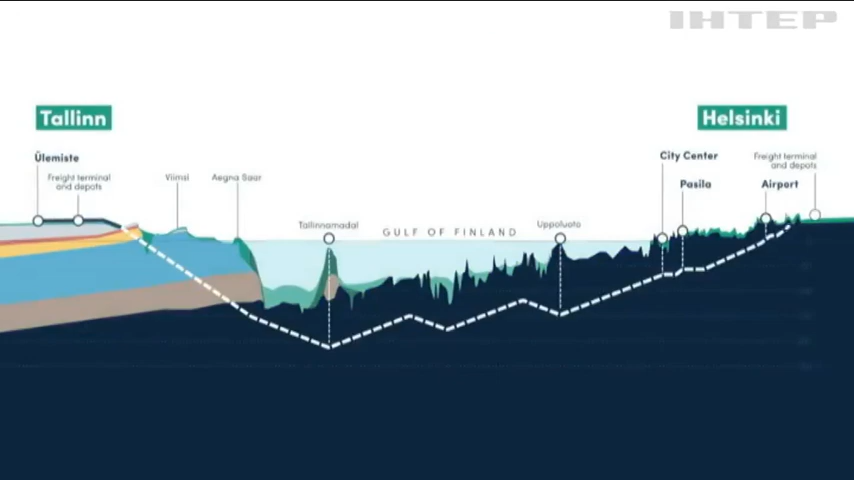 ІНТЕР
Tallinn
Helsinki
Ülemiste
Freight terminal
and depots
Viimsi
Aegna Saar
Tallinnamadal
GULF OF FINLAND
Uppoluoto
City Center
Pasila
Freight terminal
and depots
Airport